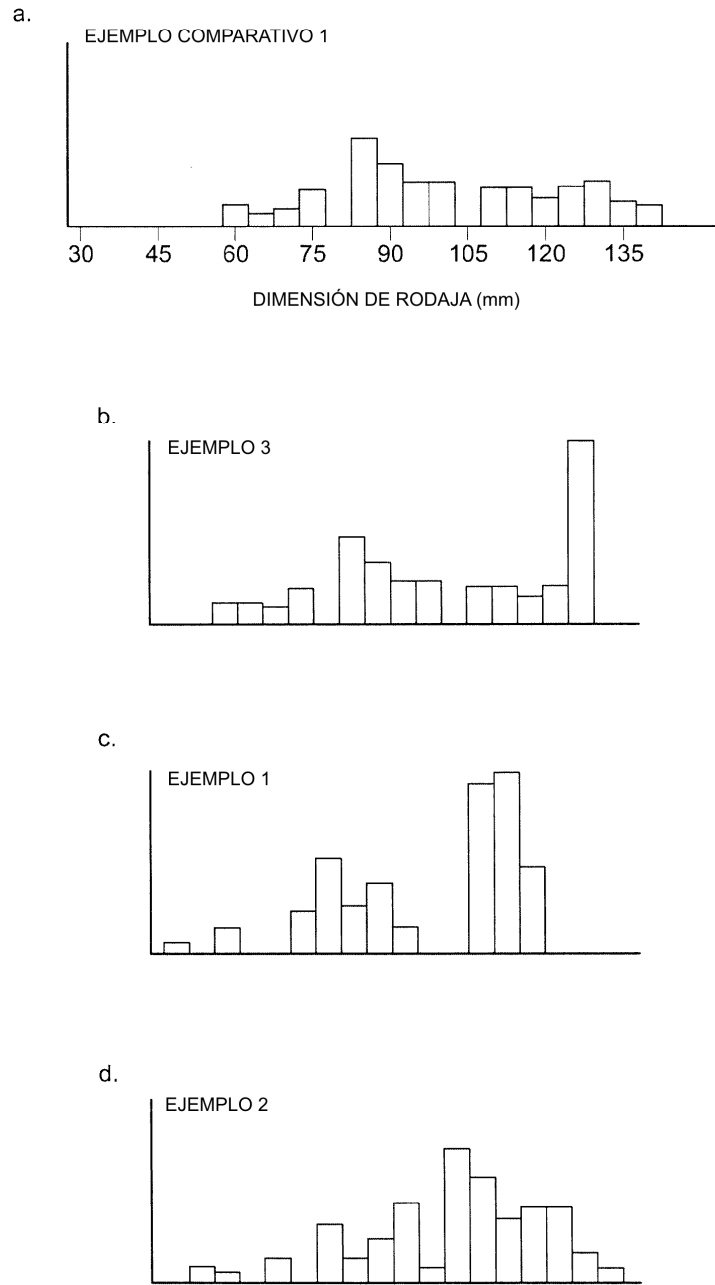 a.
EJEMPLO COMPARATIVO 1
30 45 60 75 90 105 120 135
DIMENSIÓN DE RODAJA (mm)
b.
EJEMPLO 3
c.
EJEMPLO 1
d.
EJEMPLO 2